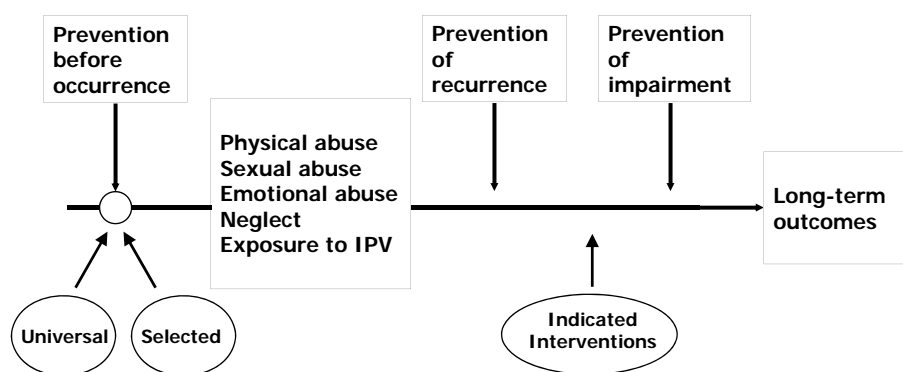 Prevention
before
occurrence
Prevention
of
recurrence
Prevention
of
impairment
Physical abuse
Sexual abuse
Emotional abuse
Neglect
Exposure to IPV
Long-term
outcomes
Universal
Selected
Indicated
Interventions